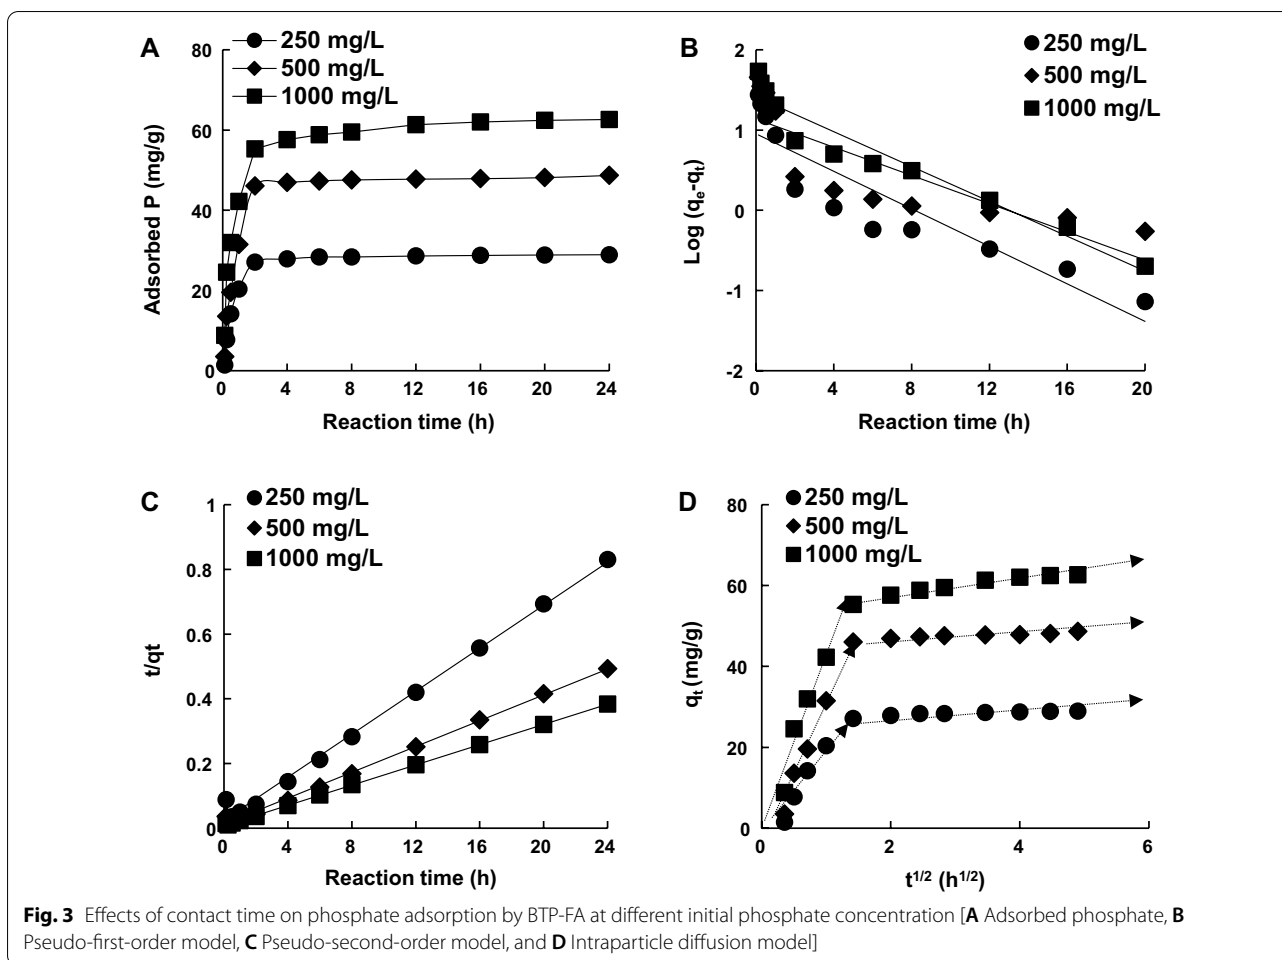 A
250 mg/L
500 mg/L
1000 mg/L
80
60
40
20
0
Adsorbed P (mg/g)
0 4 8 12 16 20 24
Reaction time (h)
B
250 mg/L
500 mg/L
1000 mg/L
2
1
0
-1
-2
Log (qe-qt)
0 4 8 12 16 20
Reaction time (h)
C
250 mg/L
500 mg/L
1000 mg/L
1
0.8
0.6
0.4
0.2
0
t/qt
0 4 8 12 16 20 24
Reaction time (h)
D
250 mg/L
500 mg/L
1000 mg/L
80
60
40
20
0
qt (mg/g)
0 2 4 6
t1/2 (h1/2)
Fig. 3 Effects of contact time on phosphate adsorption by BTP-FA at different initial phosphate concentration [A Adsorbed phosphate, B
Pseudo-first-order model, C Pseudo-second-order model, and D Intraparticle diffusion model]